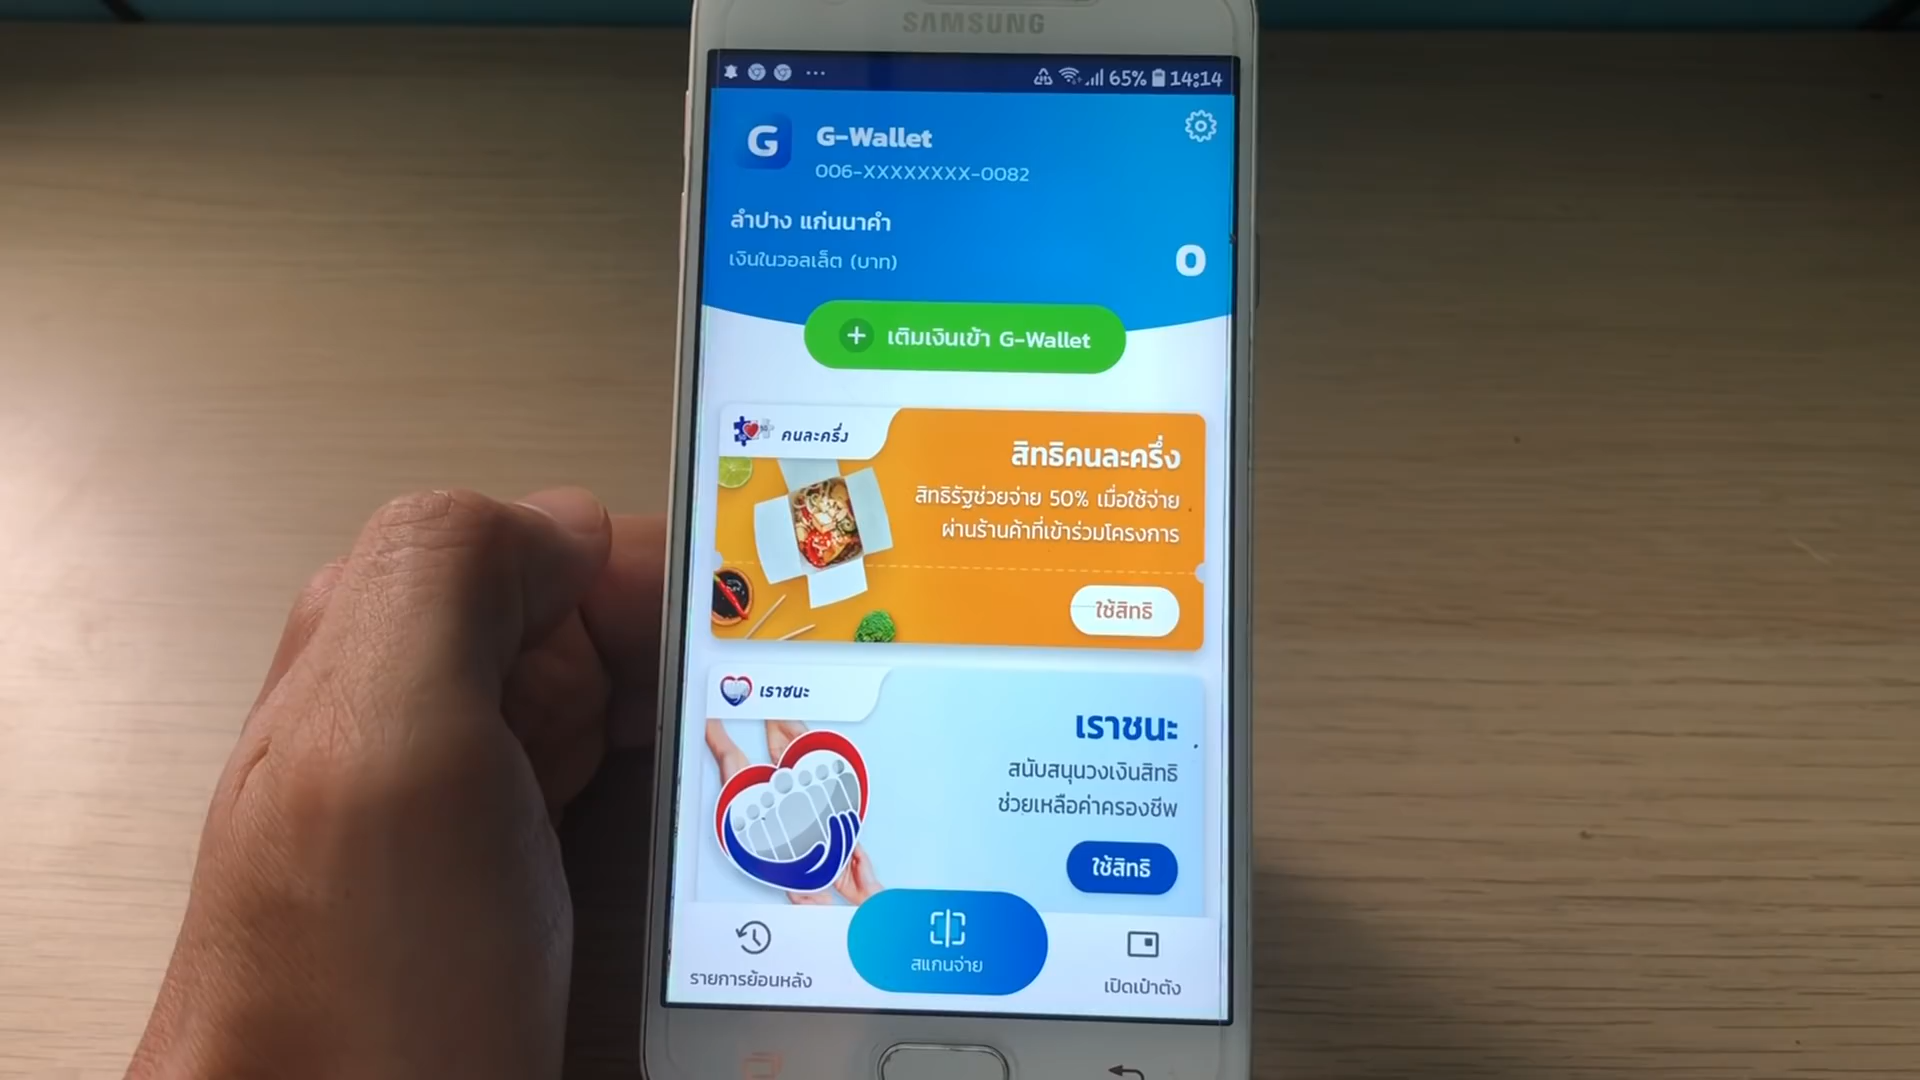 SAMSUNG
65% 14:14
G G-Wallet
006-XXXXXXXX-0082
ลำปาง แก่นนาคำ
เงินในวอลเล็ต (บาท) 0
+ เติมเงินเข้า G-Wallet
คนละครึ่ง
สิทธิคนละครึ่ง
สิทธิรัฐช่วยจ่าย 50% เมื่อใช้จ่าย
ผ่านร้านค้าที่เข้าร่วมโครงการ
ใช้สิทธิ
เราชนะ
เราชนะ
สนับสนุนวงเงินสิทธิ
ช่วยเหลือค่าครองชีพ
ใช้สิทธิ
รายการย้อนหลัง
สแกนจ่าย
เปิดเป๋าตัง